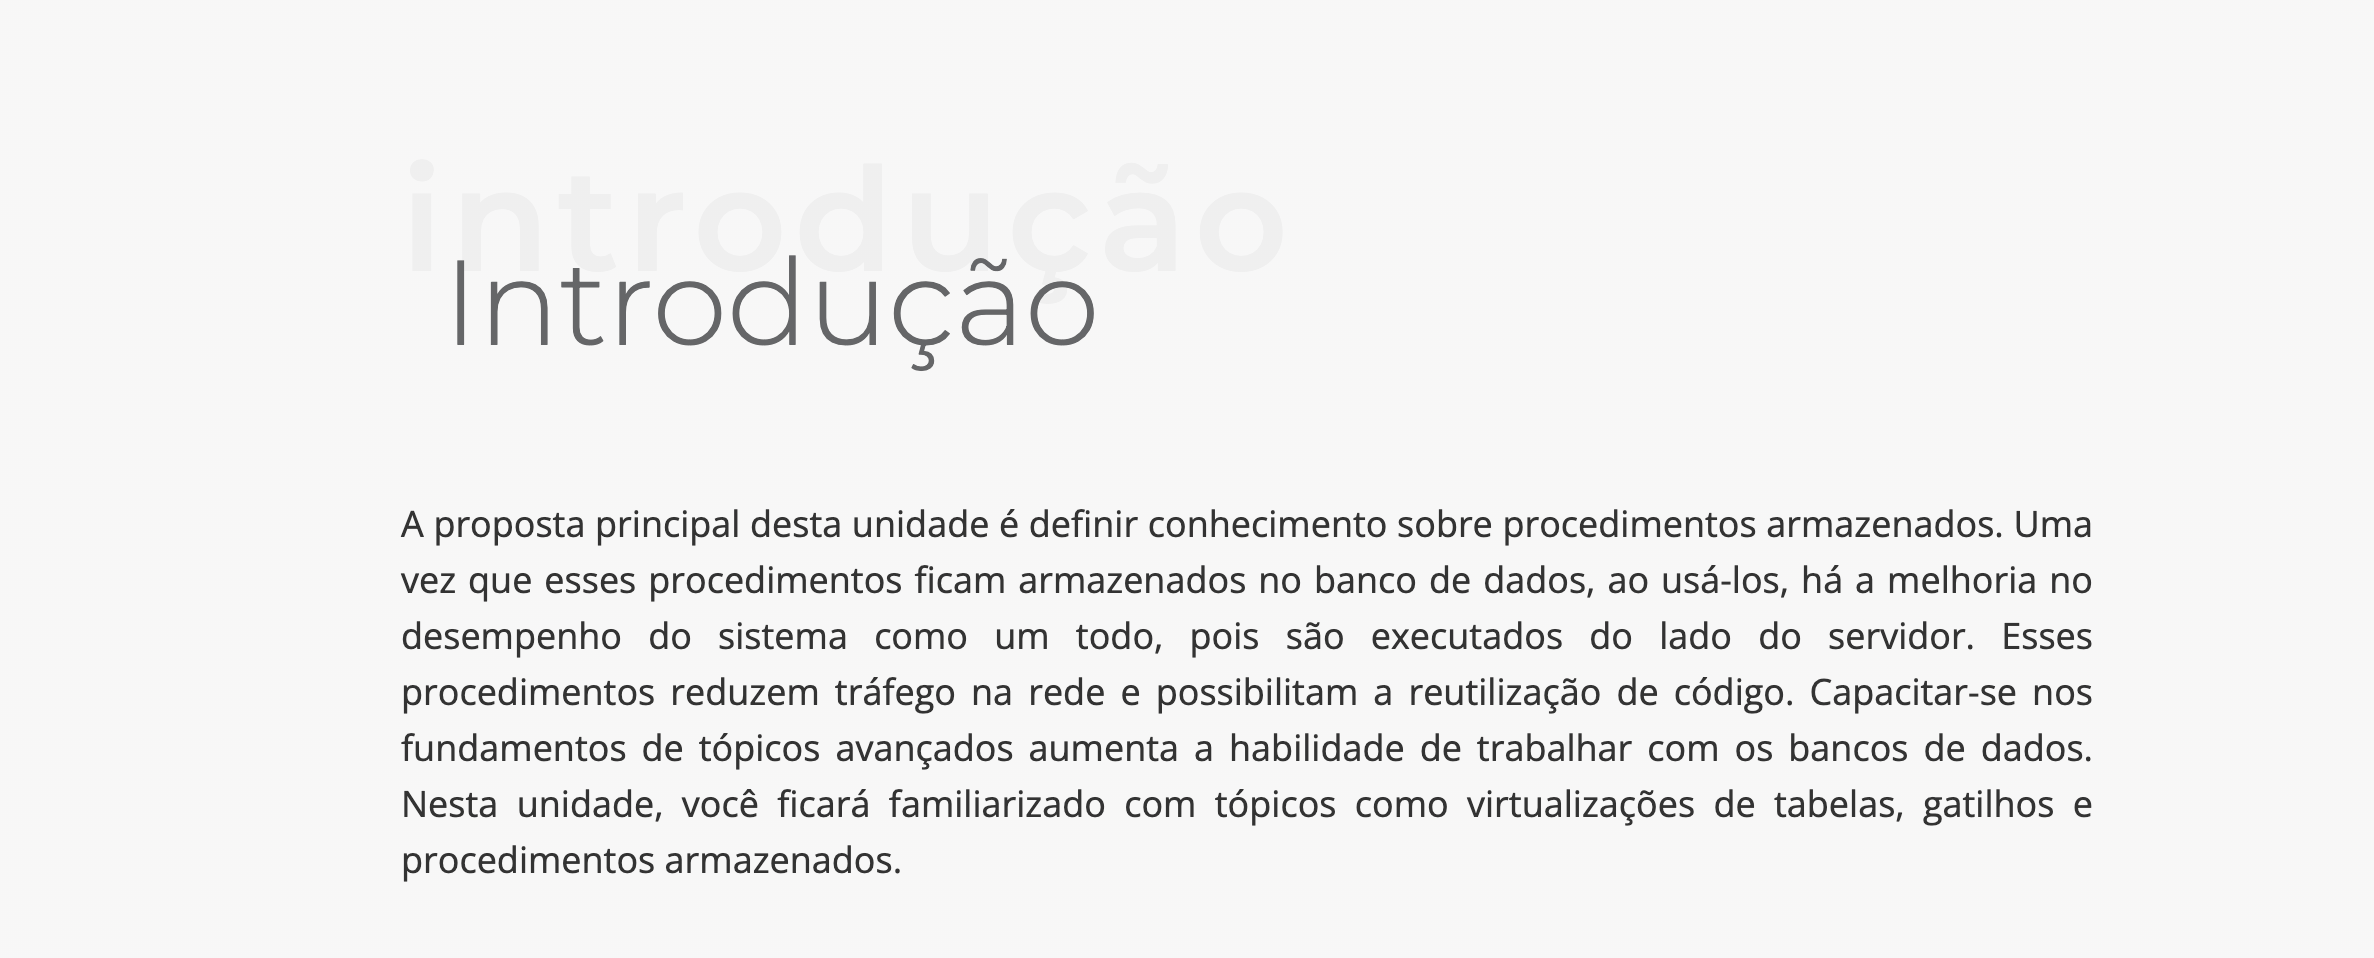 introdução
Introdução
A proposta principal desta unidade é definir conhecimento sobre procedimentos armazenados. Uma
vez que esses procedimentos ficam armazenados no banco de dados, ao usá-los, há a melhoria no
desempenho do sistema como um todo, pois são executados do lado do servidor. Esses
procedimentos reduzem tráfego na rede e possibilitam a reutilização de código. Capacitar-se nos
fundamentos de tópicos avançados aumenta a habilidade de trabalhar com os bancos de dados.
Nesta unidade, você ficará familiarizado com tópicos como virtualizações de tabelas, gatilhos e
procedimentos armazenados.